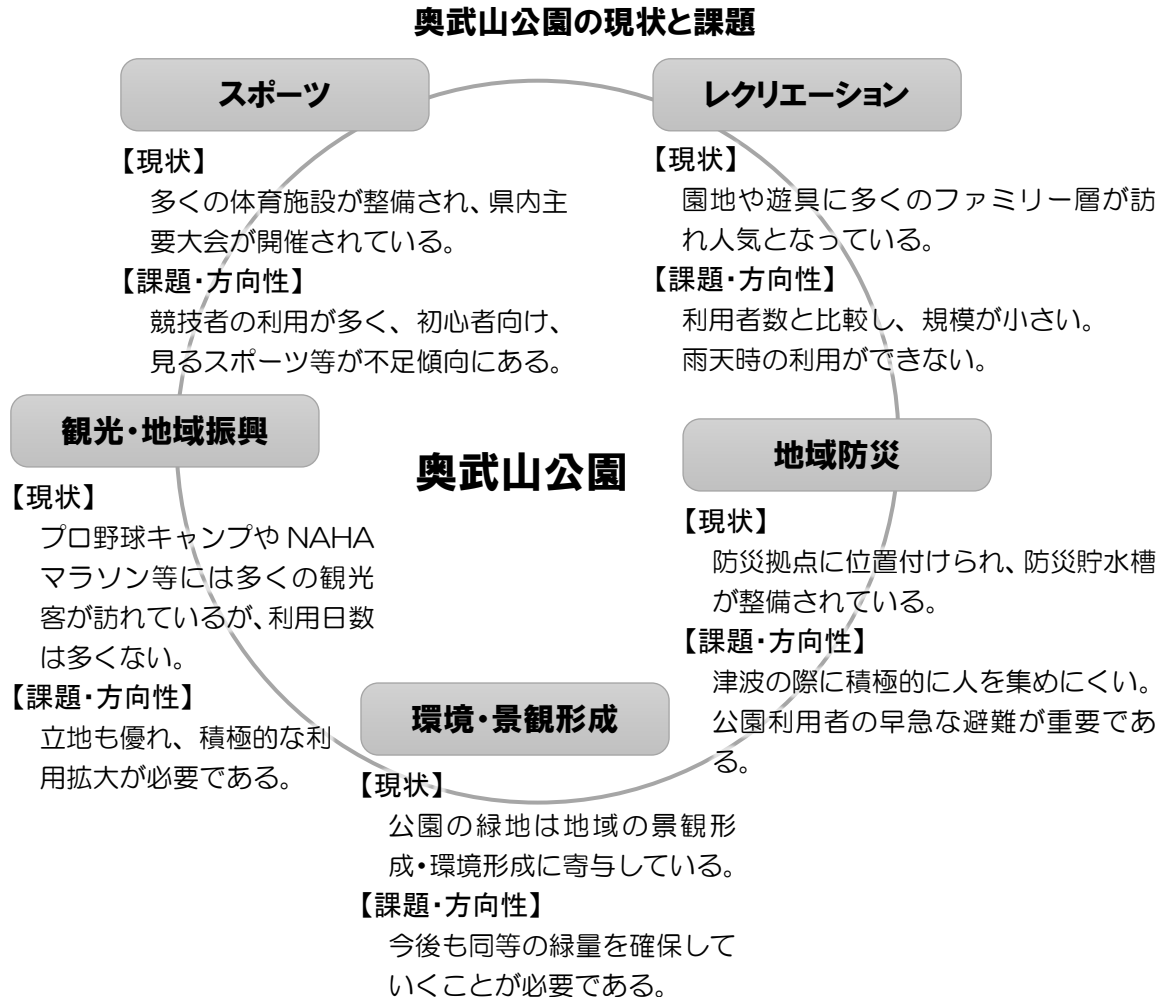 奥武山公園の現状と課題
スポーツ
【現状】
多くの体育施設が整備され、県内主
要大会が開催されている。
【課題・方向性】
競技者の利用が多く、初心者向け、
見るスポーツ等が不足傾向にある。
レクリエーション
【現状】
園地や遊具に多くのファミリー層が訪
れ人気となっている。
【課題・方向性】
利用者数と比較し、規模が小さい。
雨天時の利用ができない。
観光・地域振興
【現状】
プロ野球キャンプや NAHA
マラソン等には多くの観光
客が訪れているが、利用日数
は多くない。
【課題・方向性】
立地も優れ、積極的な利
用拡大が必要である。
奥武山公園
地域防災
【現状】
防災拠点に位置付けられ、防災貯水槽
が整備されている。
【課題・方向性】
津波の際に積極的に人を集めにくい。
公園利用者の早急な避難が重要であ
る。
環境・景観形成
【現状】
公園の緑地は地域の景観形
成・環境形成に寄与している。
【課題・方向性】
今後も同等の緑量を確保して
いくことが必要である。